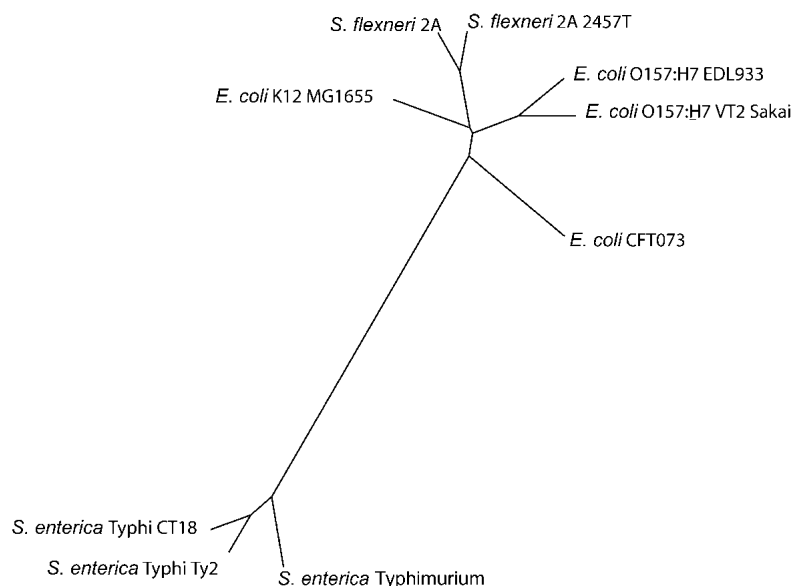 S. flexneri 2A
S. flexneri 2A 2457T
E. coli O157:H7 EDL933
E. coli K12 MG1655
E. coli O157:H7 VT2 Sakai
E. coli CFT073
S. enterica Typhi CT18
S. enterica Typhi Ty2
S. enterica Typhimurium